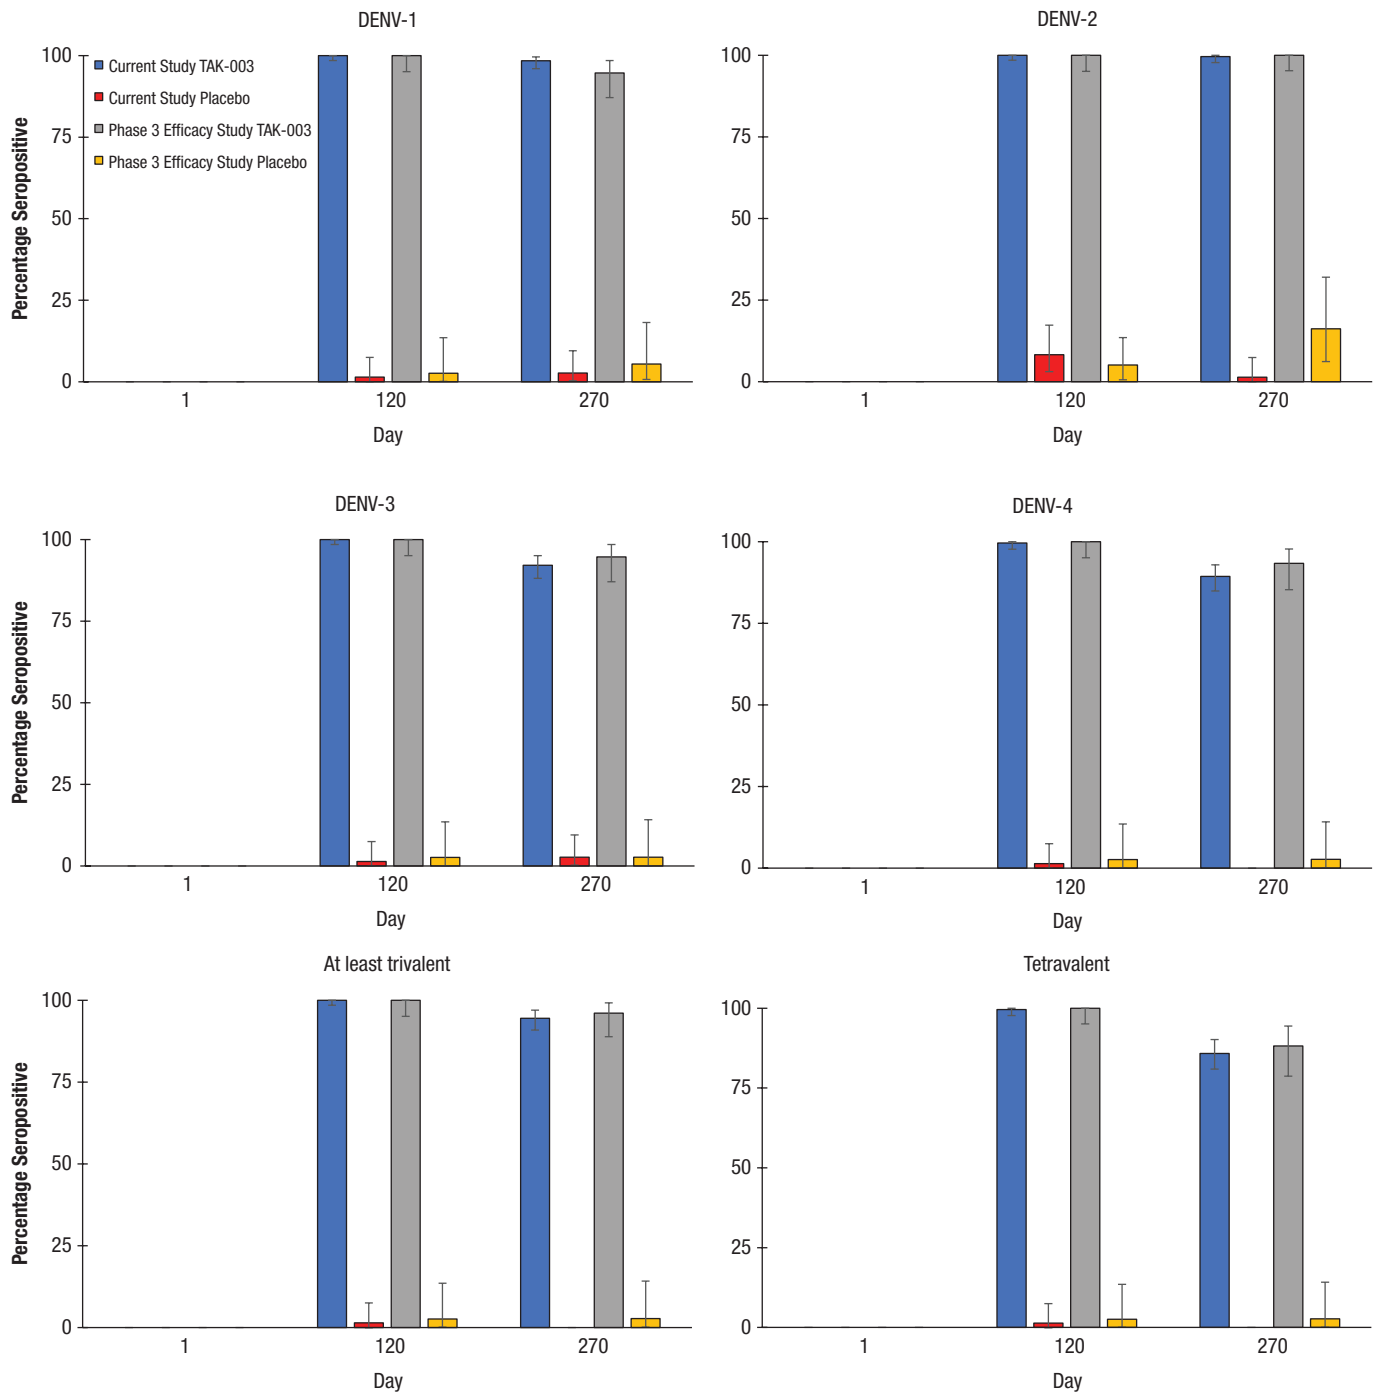 DENV-1
Percentage Seropositive
100
75
50
25
0
Current Study TAK-003
Current Study Placebo
Phase 3 Efficacy Study TAK-003
Phase 3 Efficacy Study Placebo
1 120 270
Day
DENV-2
100
75
50
25
0
1 120 270
Day
DENV-3
Percentage Seropositive
100
75
50
25
0
1 120 270
Day
DENV-4
100
75
50
25
0
1 120 270
Day
At least trivalent
Percentage Seropositive
100
75
50
25
0
1 120 270
Day
Tetravalent
100
75
50
25
0
1 120 270
Day